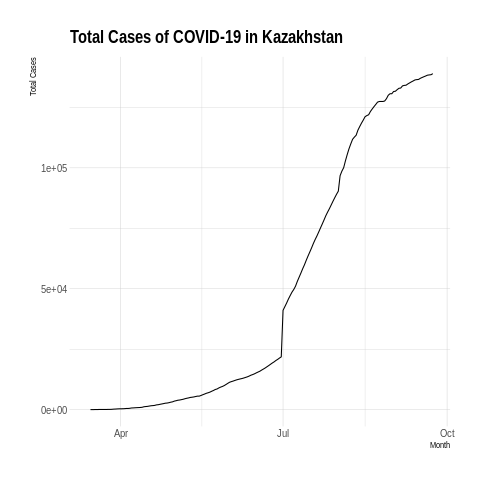 Total Cases of COVID-19 in Kazakhstan
Total Cases
1e+05
5e+04
0e+00
Apr Jul Oct
Month